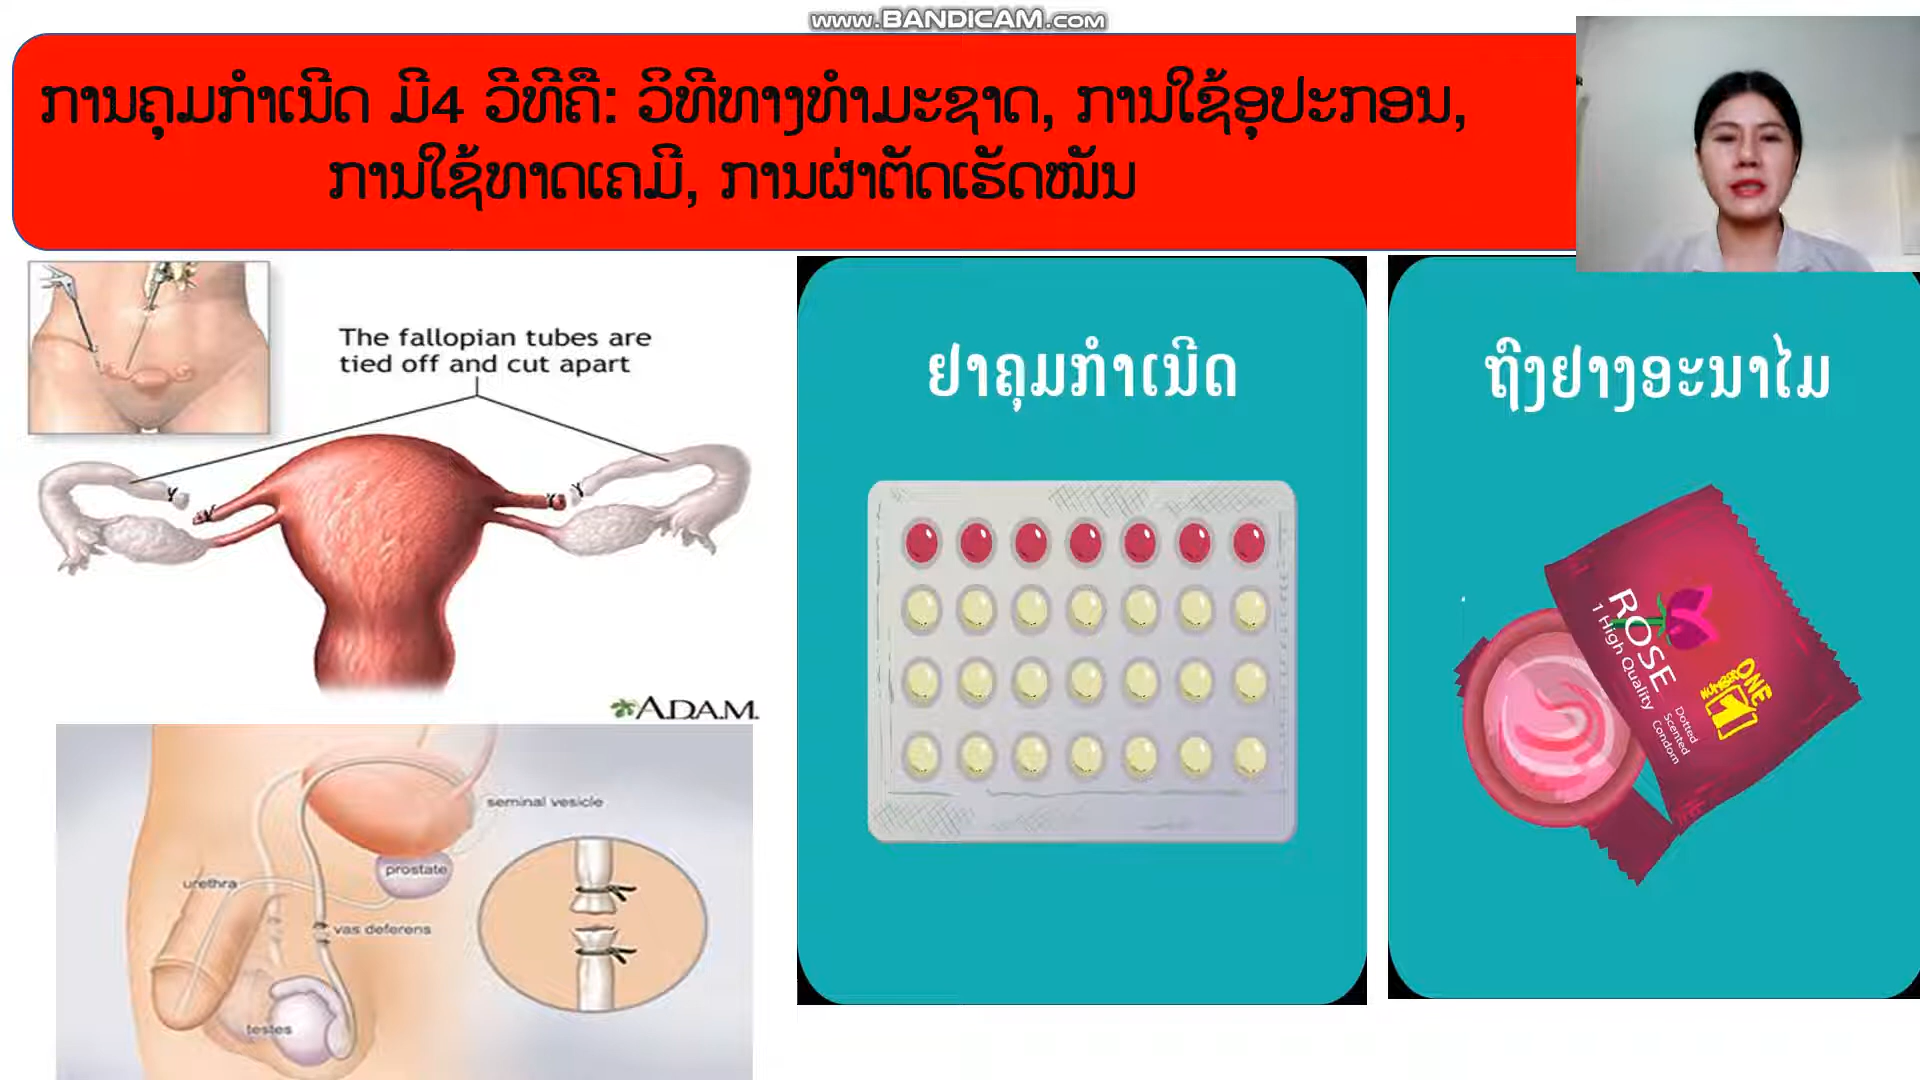 www.BANDICAM.com
ການຄຸມກຳເນີດ ມີ4 ວິທີຄື: ວິທີທາງທຳມະຊາດ, ການໃຊ້ອຸປະກອນ,
ການໃຊ້ທາດເຄມີ, ການຜ່າຕັດເຮັດໝັນ
The fallopian tubes are
tied off and cut apart
A.D.A.M.
seminal vesicle
prostate
urethra
vas deferens
testes
ຢາຄຸມກຳເນີດ
ຖົງຢາງອະນາໄມ
ROSE
1 High Quality
NUMBER ONE
Dotted
Scented
Condom